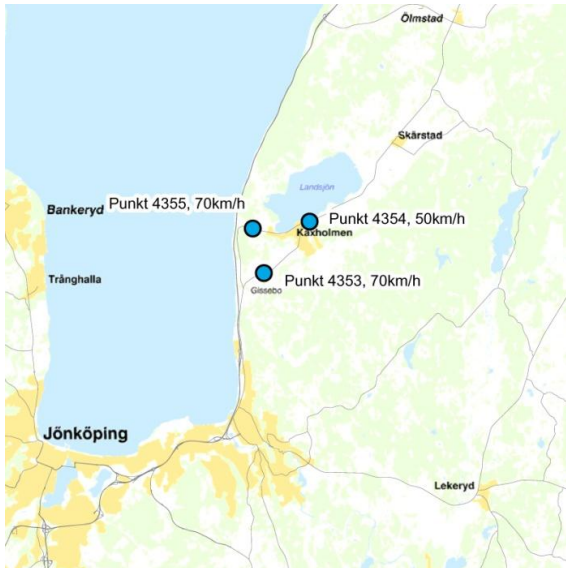 Ölmstad
Skärstad
Landsjön
Punkt 4355, 70km/h
Bankeryd
Punkt 4354, 50km/h
Kaxholmen
Trånghalla
Punkt 4353, 70km/h
Gissebo
Jönköping
Lekeryd